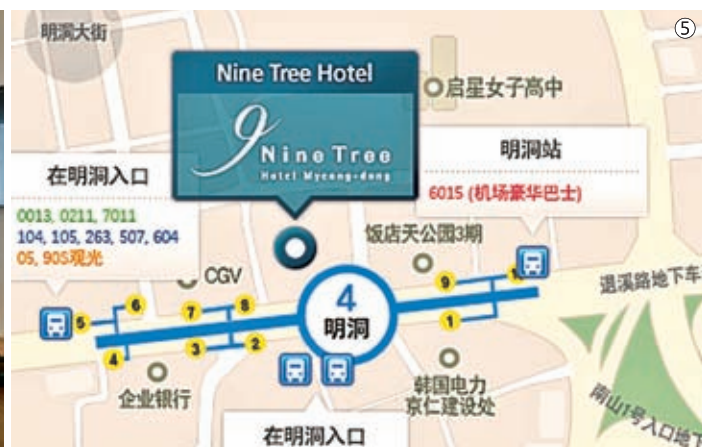 明洞大街
⑤
Nine Tree Hotel
9
Nine Tree
Hotel Myeong-dong
启星女子高中
在明洞入口
0013, 0211, 7011
104, 105, 263, 507, 604
05, 90S观光
明洞站
6015 (机场豪华巴士)
CGV
饭店天公园3期
4
明洞
5
6
7
8
9
4
3
2
1
退溪路地下车
企业银行
韩国电力
京仁建设处
南山1号入口地下
在明洞入口